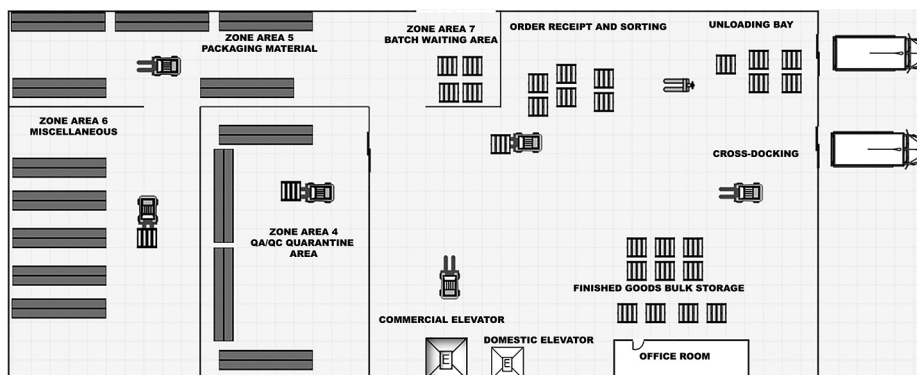 ZONE AREA 5
PACKAGING MATERIAL
ZONE AREA 7
BATCH WAITING AREA
ORDER RECEIPT AND SORTING
UNLOADING BAY
ZONE AREA 6
MISCELLANEOUS
CROSS-DOCKING
ZONE AREA 4
QA/QC QUARANTINE
AREA
FINISHED GOODS BULK STORAGE
COMMERCIAL ELEVATOR
DOMESTIC ELEVATOR
OFFICE ROOM
E
E